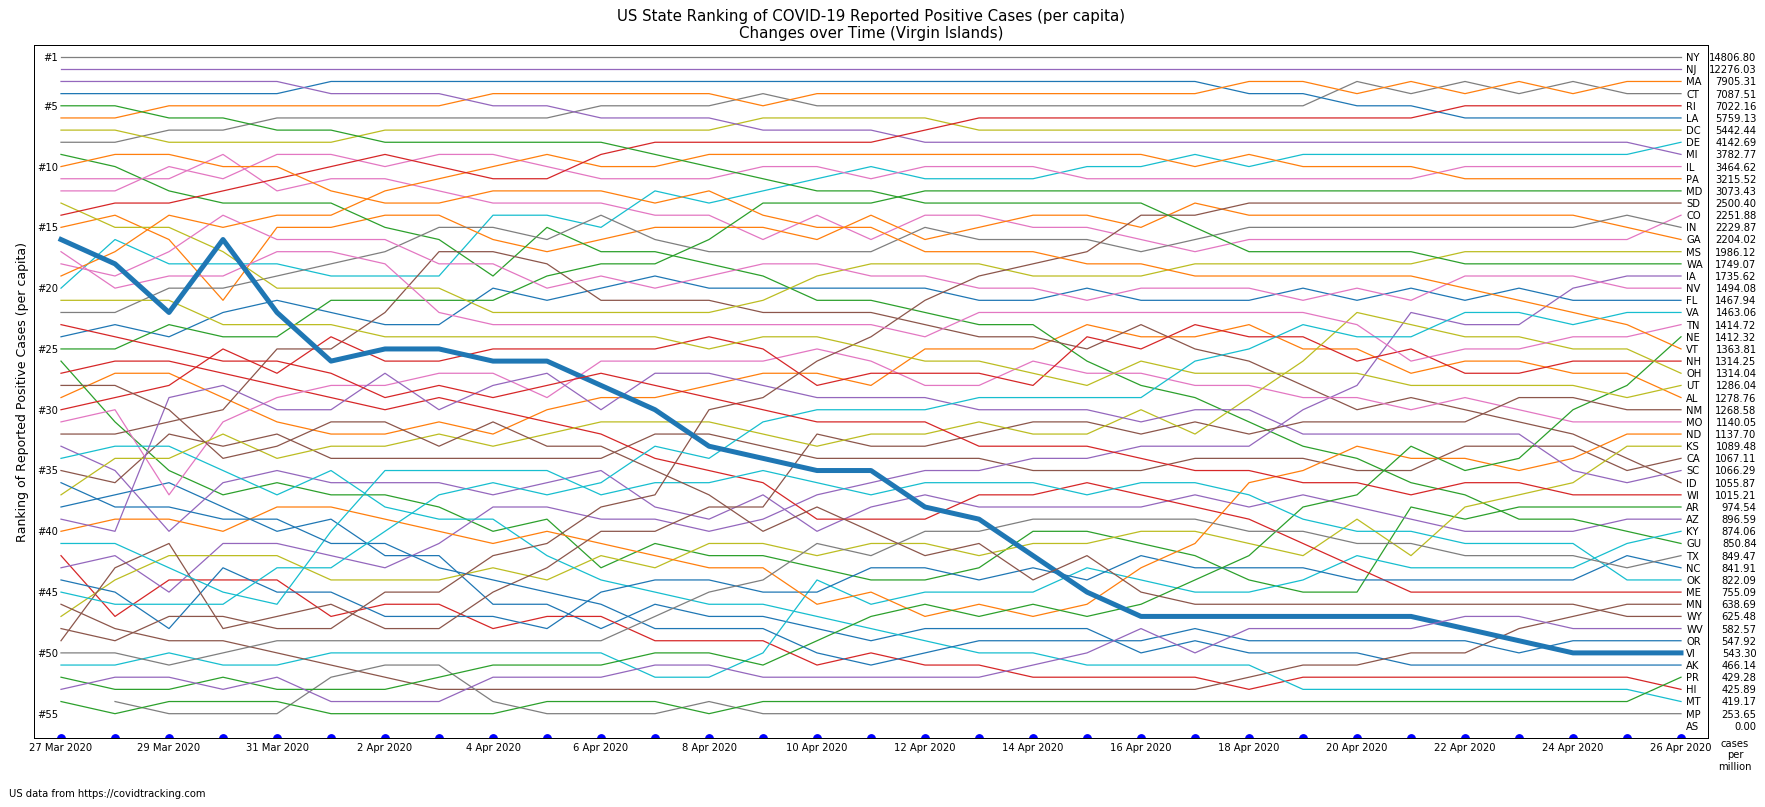 US State Ranking of COVID-19 Reported Positive Cases (per capita)
Changes over Time (Virgin Islands)
Ranking of Reported Positive Cases (per capita)
#1
#5
#10
#15
#20
#25
#30
#35
#40
#45
#50
#55
NY 14806.80
NJ 12276.03
MA 7905.31
CT 7087.51
RI 7022.16
LA 5759.13
DC 5442.44
DE 4142.69
MI 3782.77
IL 3464.62
PA 3215.52
MD 3073.43
SD 2500.40
CO 2251.88
IN 2229.87
GA 2204.02
MS 1986.12
WA 1749.07
IA 1735.62
NV 1494.08
FL 1467.94
VA 1463.06
TN 1414.72
NE 1412.32
VT 1363.81
NH 1314.25
OH 1314.04
UT 1286.04
AL 1278.76
NM 1268.58
MO 1140.05
ND 1137.70
KS 1089.48
CA 1067.11
SC 1066.29
ID 1055.87
WI 1015.21
AR 974.54
AZ 896.59
KY 874.06
GU 850.84
TX 849.47
NC 841.91
OK 822.09
ME 755.09
MN 638.69
WY 625.48
WV 582.57
OR 547.92
VI 543.30
AK 466.14
PR 429.28
HI 425.89
MT 419.17
MP 253.65
AS 0.00
27 Mar 2020 29 Mar 2020 31 Mar 2020 2 Apr 2020 4 Apr 2020 6 Apr 2020 8 Apr 2020 10 Apr 2020 12 Apr 2020 14 Apr 2020 16 Apr 2020 18 Apr 2020 20 Apr 2020 22 Apr 2020 24 Apr 2020 26 Apr 2020
cases
per
million
US data from https://covidtracking.com